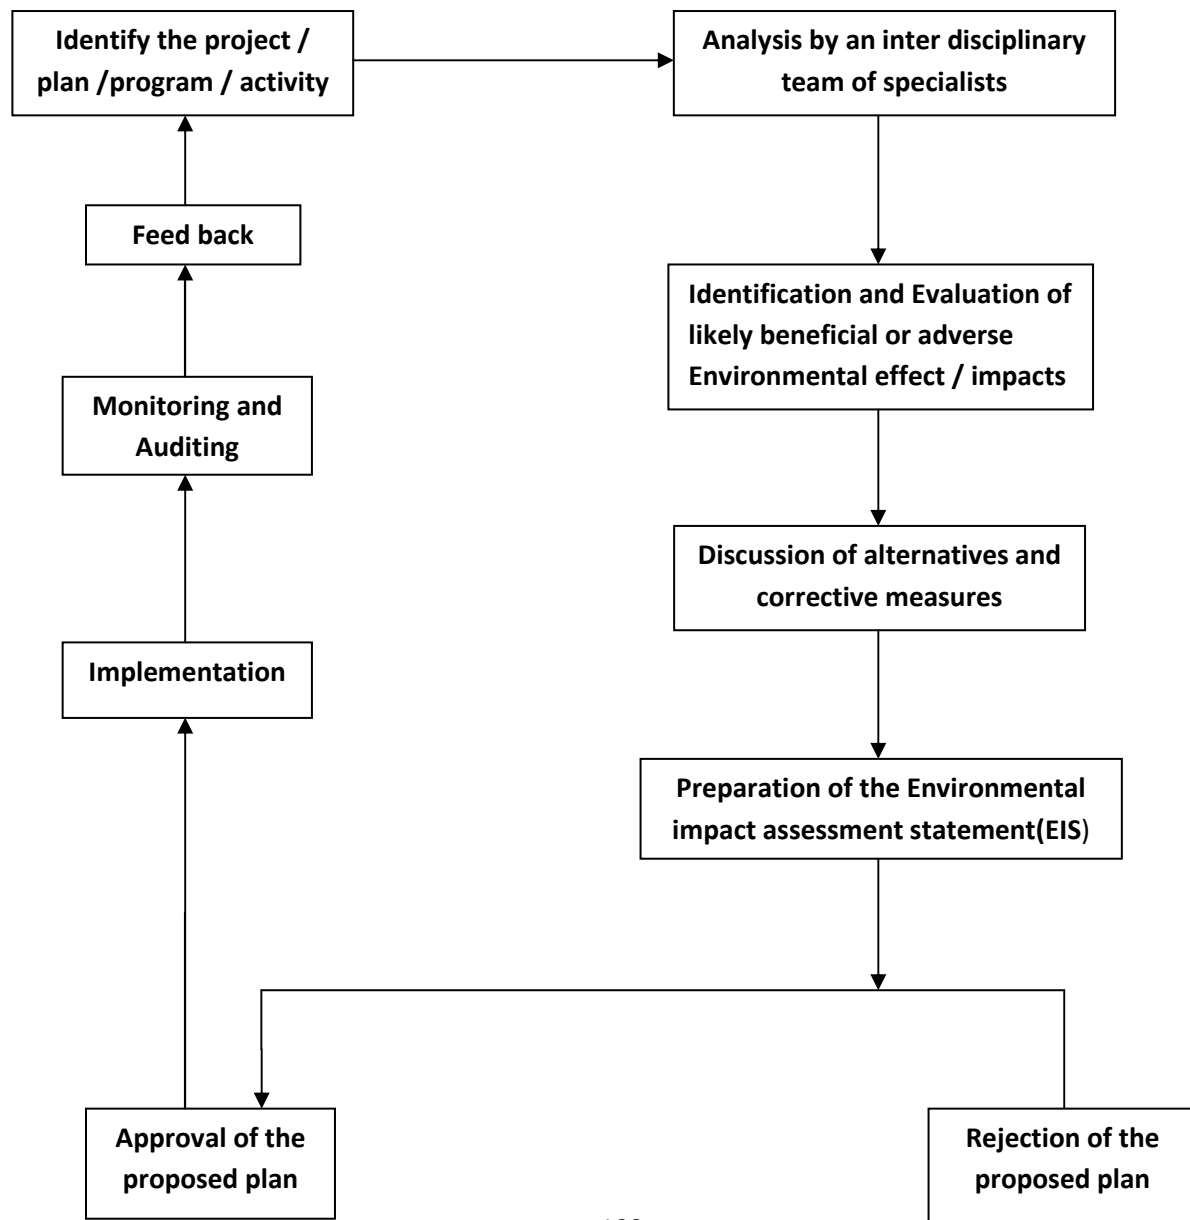 Identify the project /
plan /program / activity
Analysis by an inter disciplinary
team of specialists
Feed back
Identification and Evaluation of
likely beneficial or adverse
Environmental effect / impacts
Monitoring and
Auditing
Discussion of alternatives and
corrective measures
Implementation
Preparation of the Environmental
impact assessment statement(EIS)
Approval of the
proposed plan
Rejection of the
proposed plan